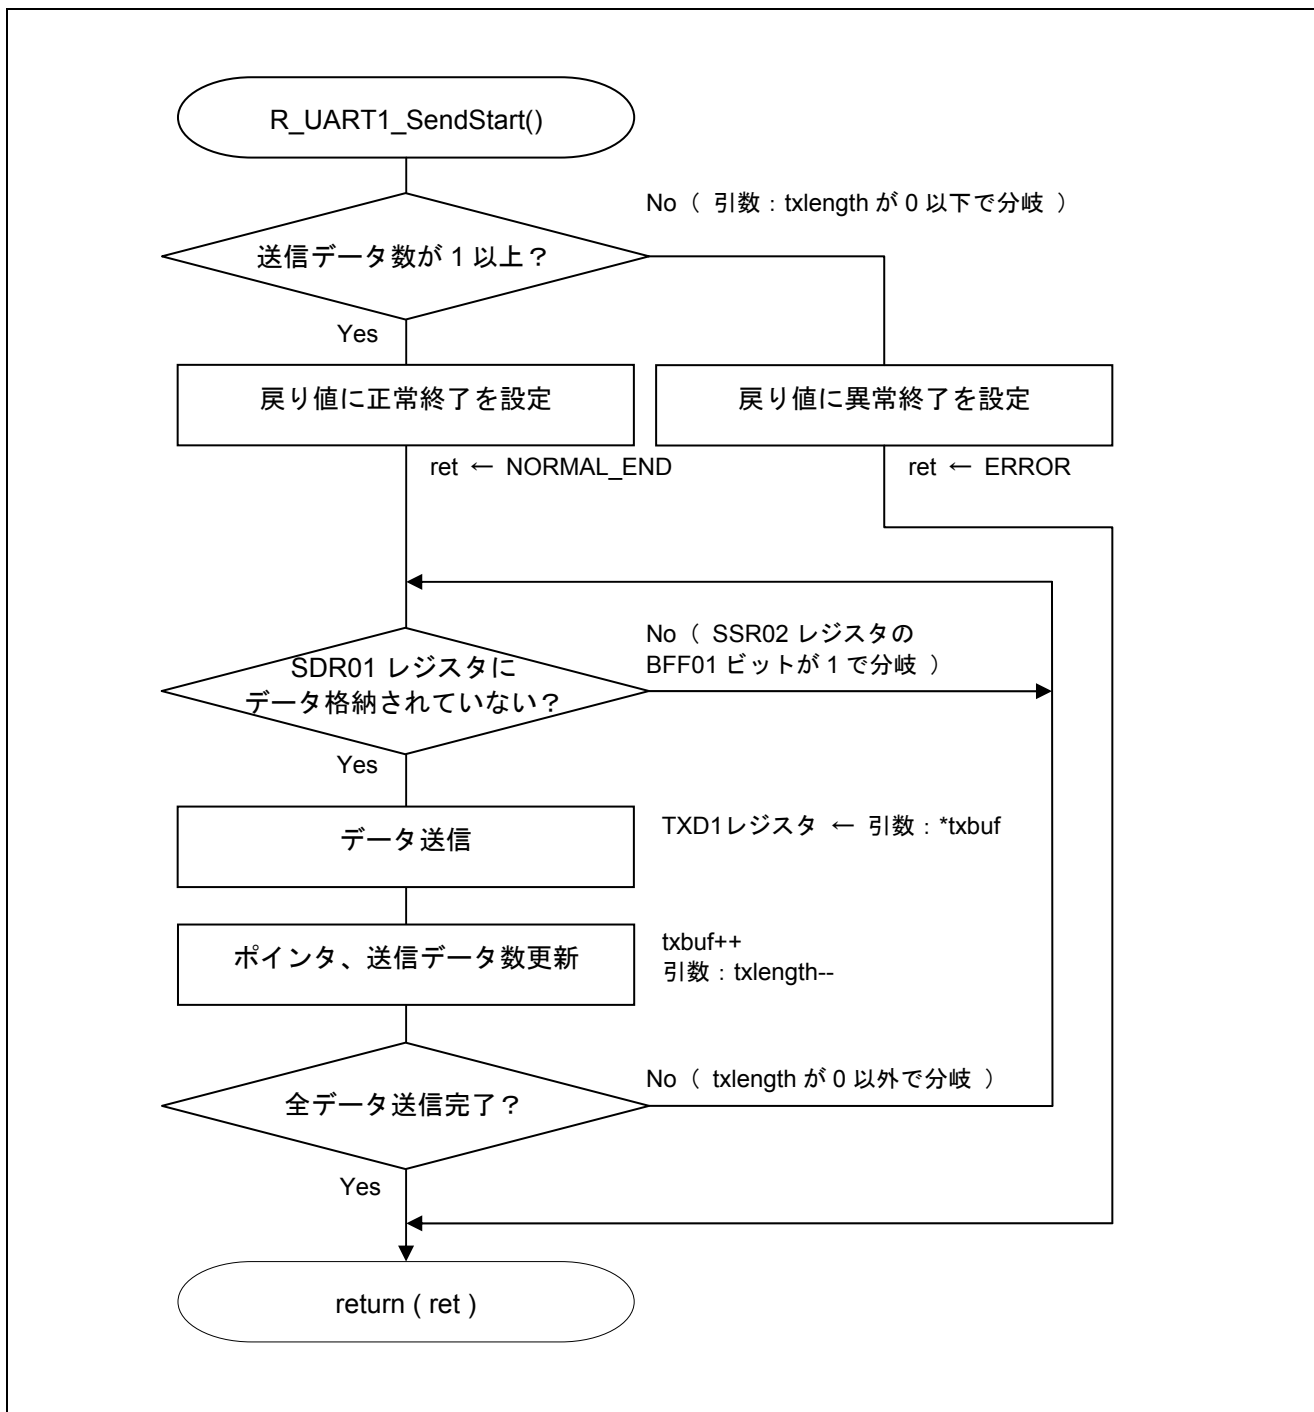 R_UART1_SendStart()
No（ 引数：txlength が 0 以下で分岐 ）
送信データ数が 1 以上？
Yes
戻り値に正常終了を設定
戻り値に異常終了を設定
ret ← NORMAL_END
ret ← ERROR
No（ SSR02 レジスタの
BFF01 ビットが 1 で分岐 ）
SDR01 レジスタに
データ格納されていない？
Yes
データ送信
TXD1レジスタ ← 引数：*txbuf
ポインタ、送信データ数更新
txbuf++
引数：txlength--
No（ txlength が 0 以外で分岐 ）
全データ送信完了？
Yes
return ( ret )